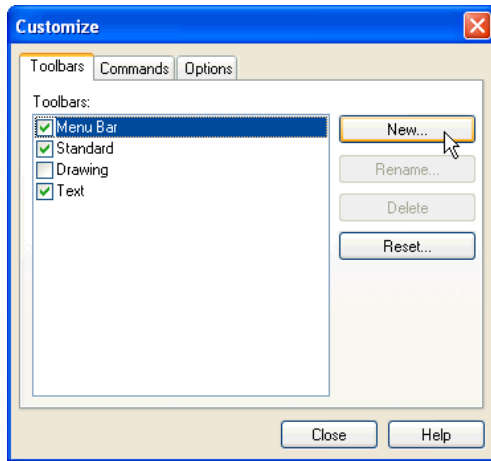 Customize
Toolbars Commands Options
Toolbars:
Menu Bar
Standard
Drawing
Text
New...
Rename...
Delete
Reset...
Close Help